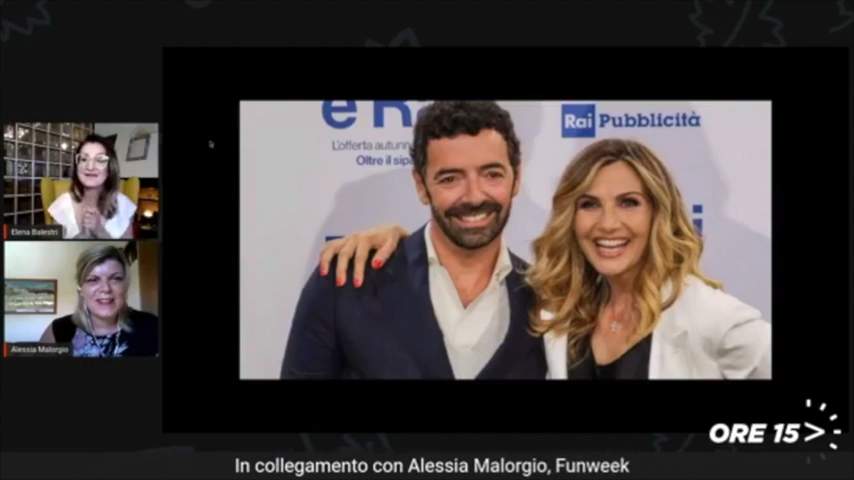 e R
L'offerta autunn
Oltre il sipa
Rai Pubblicità
i
Elena Balestri
Alessia Malorgio
ORE 15>
In collegamento con Alessia Malorgio, Funweek